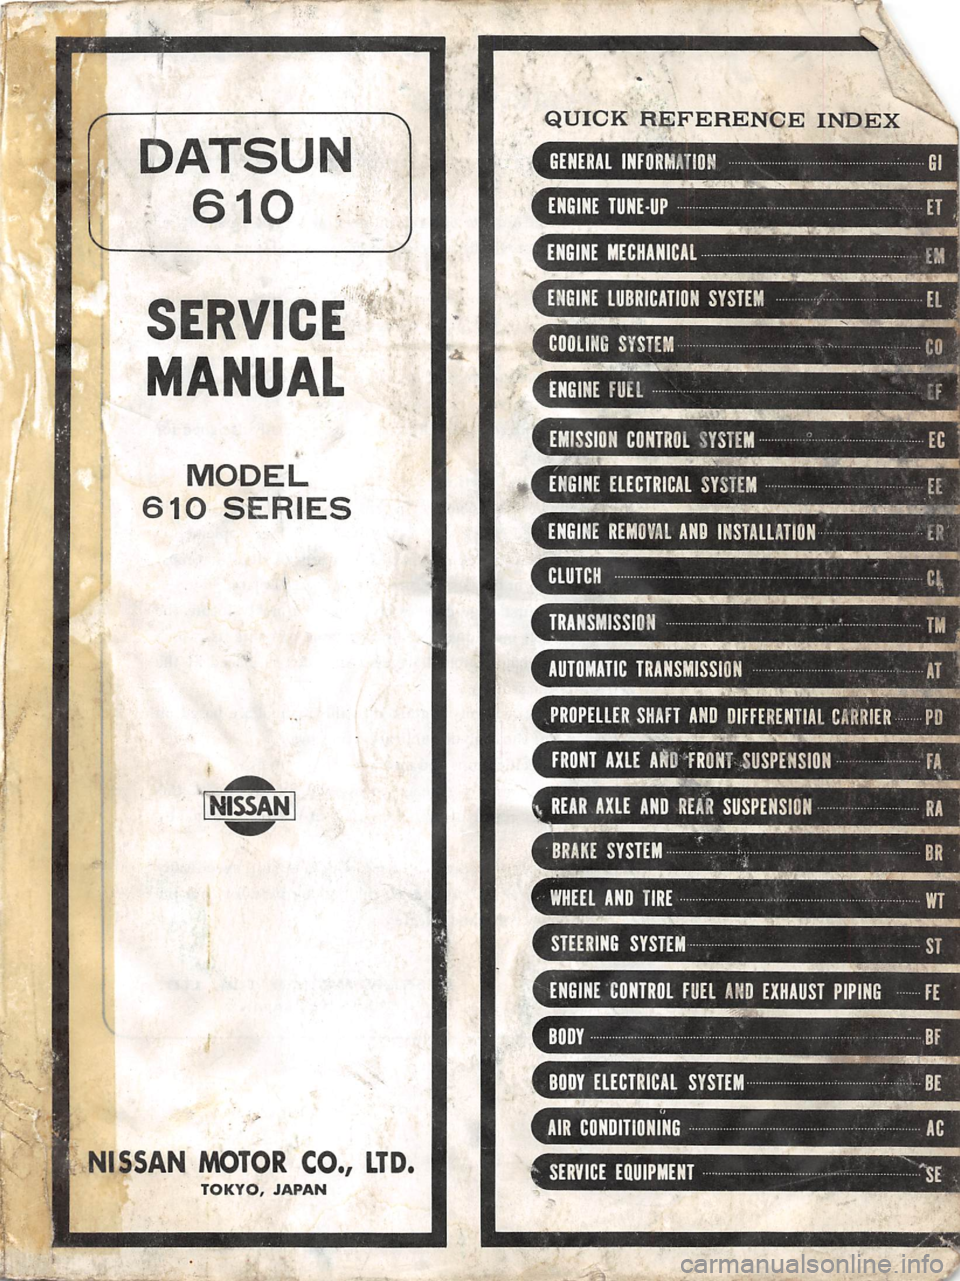 DATSUN
610
SERVICE
MANUAL
MODEL
610 SERIES
NISSAN
NISSAN MOTOR CO., LTD.
TOKYO, JAPAN
QUICK REFERENCE INDEX
GENERAL INFORMATION GI
ENGINE TUNE-UP ET
ENGINE MECHANICAL EM
ENGINE LUBRICATION SYSTEM EL
COOLING SYSTEM CO
ENGINE FUEL EF
EMISSION CONTROL SYSTEM EC
ENGINE ELECTRICAL SYSTEM EE
ENGINE REMOVAL AND INSTALLATION ER
CLUTCH CL
TRANSMISSION TM
AUTOMATIC TRANSMISSION AT
PROPELLER SHAFT AND DIFFERENTIAL CARRIER PD
FRONT AXLE AND FRONT SUSPENSION FA
REAR AXLE AND REAR SUSPENSION RA
BRAKE SYSTEM BR
WHEEL AND TIRE WT
STEERING SYSTEM ST
ENGINE CONTROL FUEL AND EXHAUST PIPING FE
BODY BF
BODY ELECTRICAL SYSTEM BE
AIR CONDITIONING AC
SERVICE EQUIPMENT SE
carmanualsonline.info